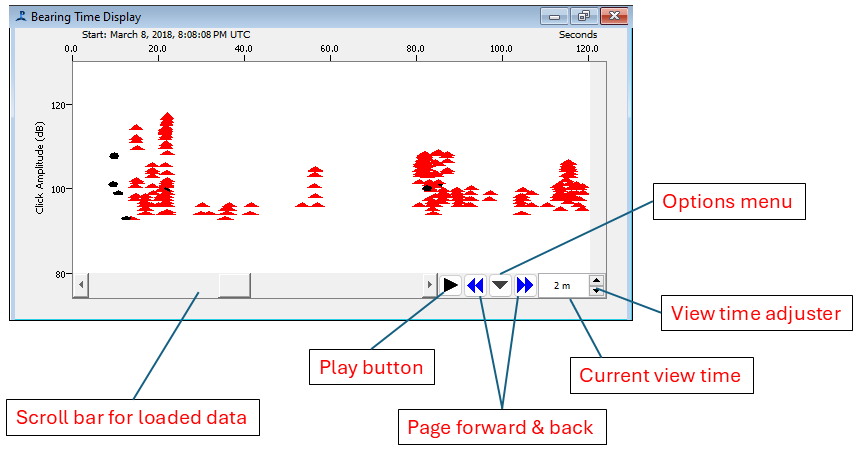 Bearing Time Display
Start: March 8, 2018, 8:08:08 PM UTC
Seconds
0.0 20.0 40.0 60.0 80.0 100.0 120.0
120
Click Amplitude (dB)
100
80
2 m
Options menu
View time adjuster
Play button
Current view time
Scroll bar for loaded data
Page forward & back